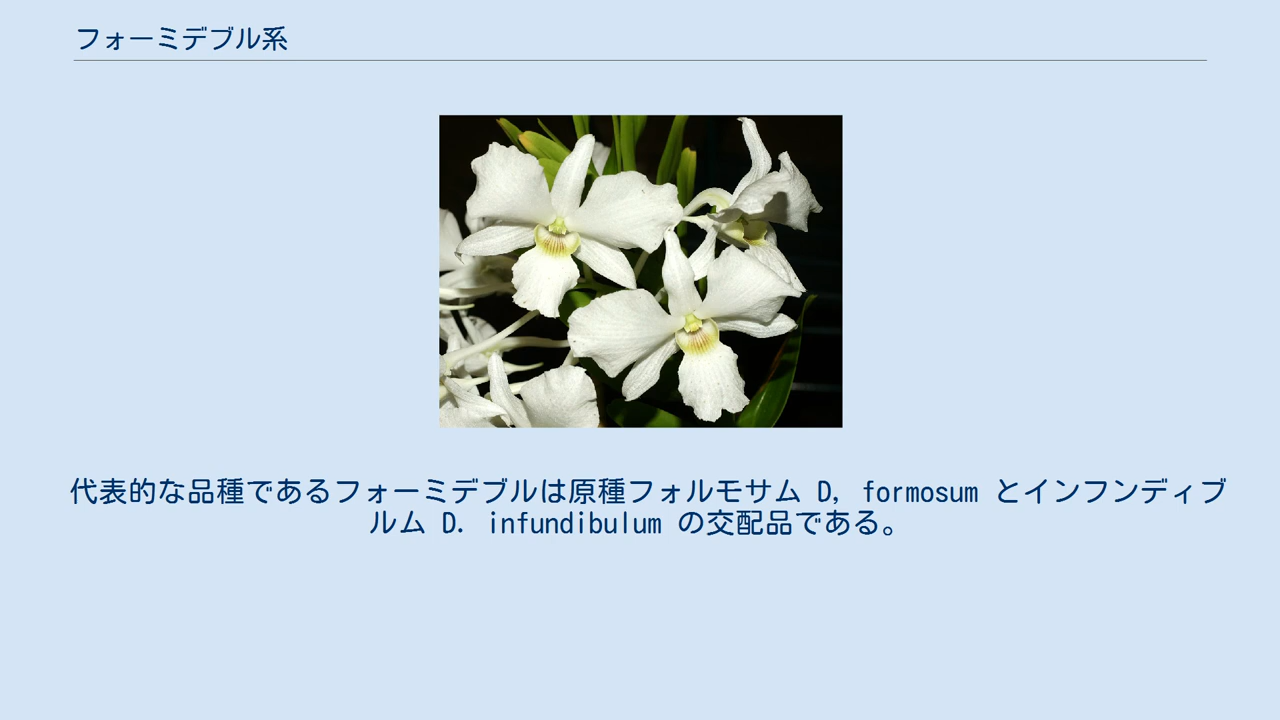 フォーミデブル系
代表的な品種であるフォーミデブルは原種フォルモサム D, formosum とインフンディブ
ルム D. infundibulum の交配品である。